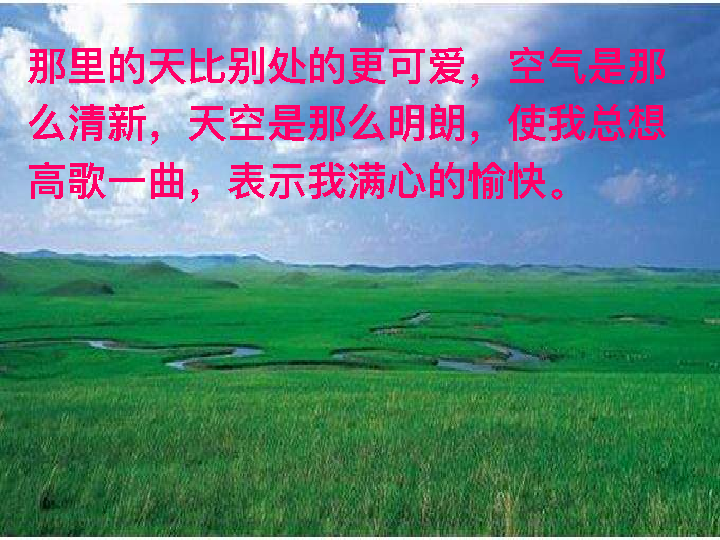 那里的天比别处的更可爱，空气是那
么清新，天空是那么明朗，使我总想
高歌一曲，表示我满心的愉快。